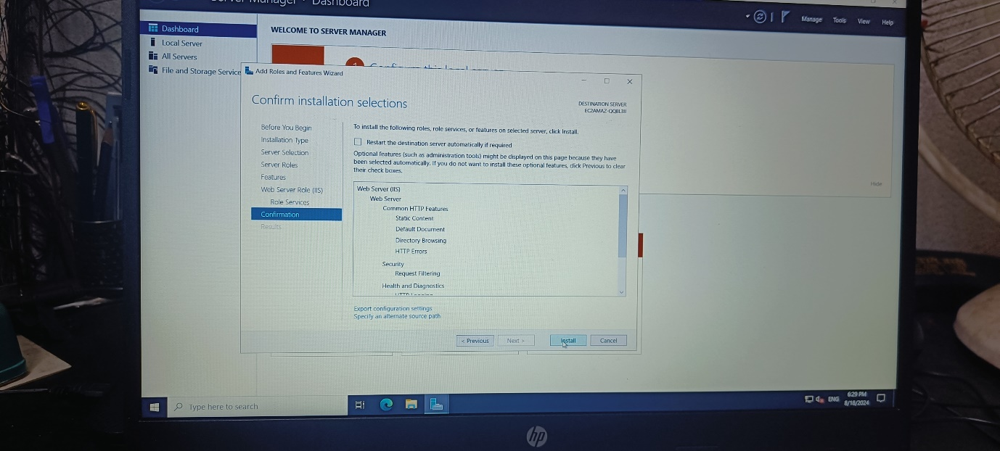 Server Manager · Dashboard
Manage Tools View Help
Dashboard
Local Server
All Servers
File and Storage Service
WELCOME TO SERVER MANAGER
1
Hide
Add Roles and Features Wizard
Confirm installation selections
DESTINATION SERVER
Before You Begin
Installation Type
Server Selection
Server Roles
Features
Web Server Role (IIS)
Role Services
Confirmation
Results
To install the following roles, role services, or features on selected server, click Install.
Restart the destination server automatically if required
Optional features (such as administration tools) might be displayed on this page because they have
been selected automatically. If you do not want to install these optional features, click Previous to clear
their check boxes.
Web Server (IIS)
Web Server
Common HTTP Features
Static Content
Default Document
Directory Browsing
HTTP Errors
Security
Request Filtering
Health and Diagnostics
Export configuration settings
Specify an alternate source path
< Previous
Next >
Install
Cancel
Type here to search
ENG
6:29 PM
8/18/2024
hp